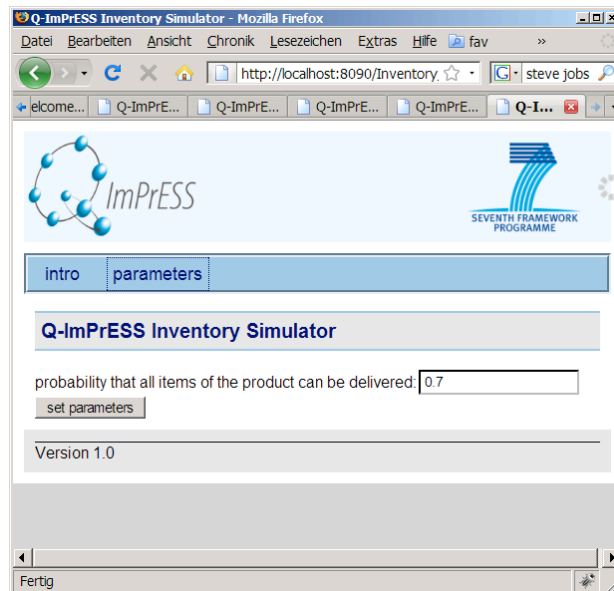 Q-ImPrESS Inventory Simulator - Mozilla Firefox
Datei Bearbeiten Ansicht Chronik Lesezeichen Extras Hilfe fav »
http://localhost:8090/Inventory. G steve jobs
elcome... Q-ImPrE... Q-ImPrE... Q-ImPrE... Q-ImPrE... Q-I...
ImPrESS
SEVENTH FRAMEWORK
PROGRAMME
intro parameters
Q-ImPrESS Inventory Simulator
probability that all items of the product can be delivered: 0.7
set parameters
Version 1.0
Fertig